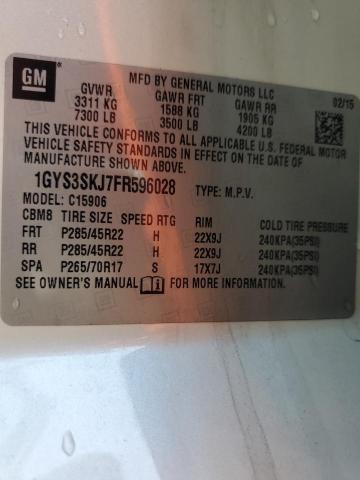 GM
MFD BY GENERAL MOTORS LLC 02/15
GVWR GAWR FRT GAWR RR
3311 KG 1588 KG 1905 KG
7300 LB 3500 LB 4200 LB
THIS VEHICLE CONFORMS TO ALL APPLICABLE U.S. FEDERAL MOTOR
VEHICLE SAFETY STANDARDS IN EFFECT ON THE DATE OF
MANUFACTURE SHOWN ABOVE.
1GYS3SKJ7FR596028 TYPE: M.P.V.
MODEL: C15906
CBM8 TIRE SIZE SPEED RTG RIM COLD TIRE PRESSURE
FRT P285/45R22 H 22X9J 240KPA(35PSI)
RR P285/45R22 H 22X9J 240KPA(35PSI)
SPA P265/70R17 S 17X7J 240KPA(35PSI)
SEE OWNER'S MANUAL FOR MORE INFORMATION.